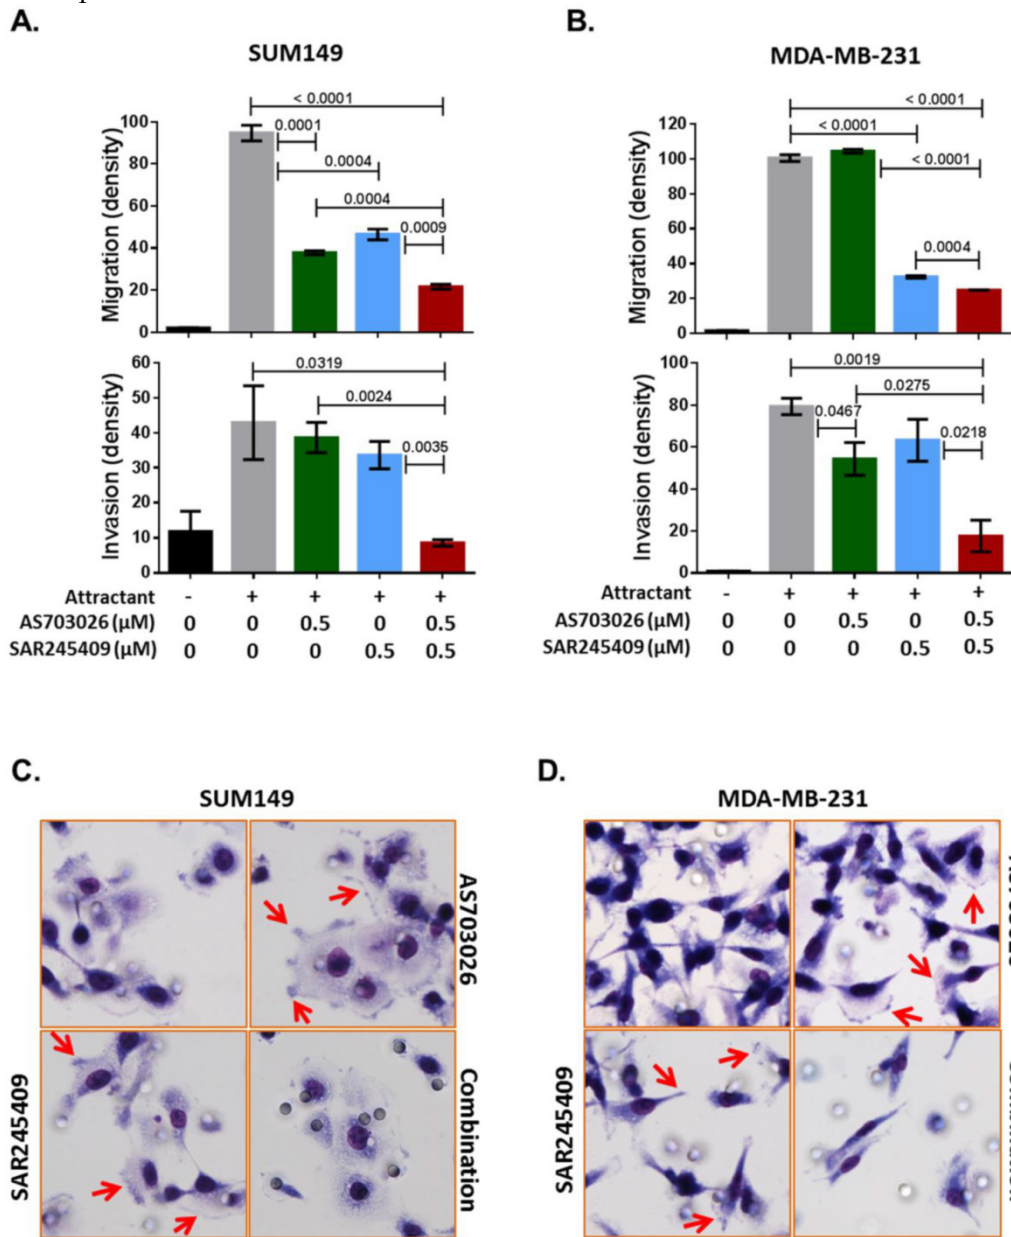 A.
SUM149
Migration (density)
100
80
60
40
20
0
< 0.0001
0.0001
0.0004
0.0004
0.0009
Invasion (density)
60
50
40
30
20
10
0
0.0319
0.0024
0.0035
Attractant - + + + +
AS703026 (µM) 0 0 0.5 0 0.5
SAR245409 (µM) 0 0 0 0.5 0.5
B.
MDA-MB-231
Migration (density)
120
100
80
60
40
20
0
< 0.0001
< 0.0001
< 0.0001
0.0004
Invasion (density)
100
80
60
40
20
0
0.0019
0.0275
0.0467
0.0218
Attractant - + + + +
AS703026 (µM) 0 0 0.5 0 0.5
SAR245409 (µM) 0 0 0 0.5 0.5
C.
SUM149
AS703026
SAR245409
Combination
D.
MDA-MB-231
SAR245409